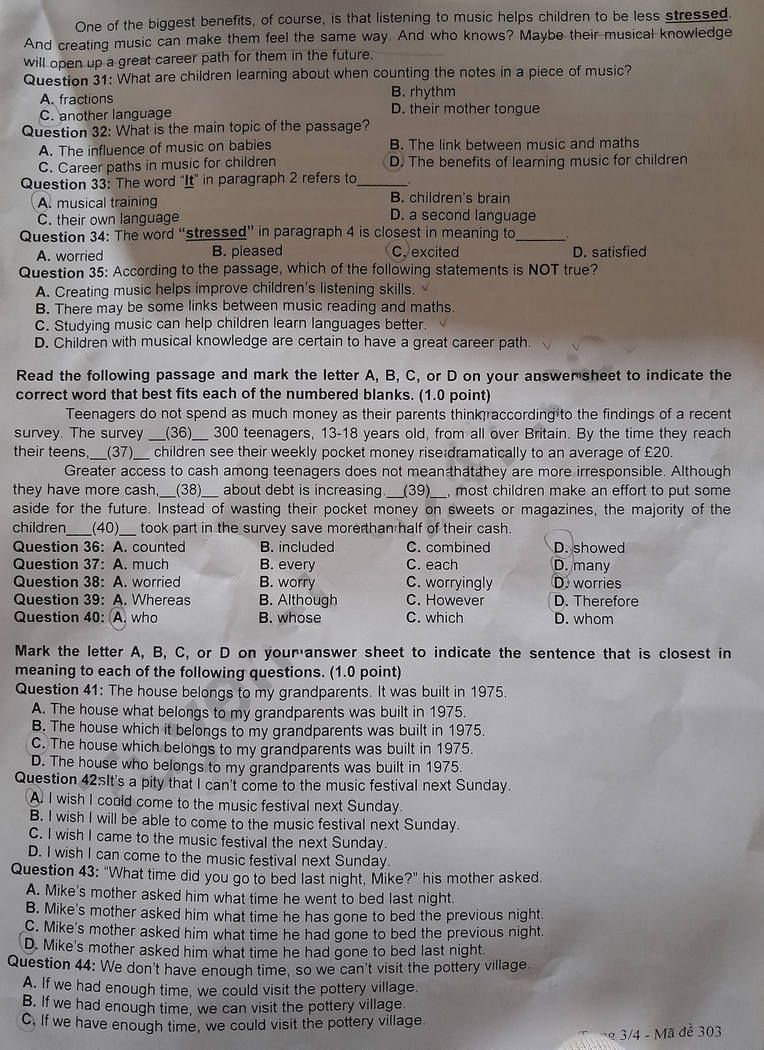 One of the biggest benefits, of course, is that listening to music helps children to be less stressed.
And creating music can make them feel the same way. And who knows? Maybe their musical knowledge
will open up a great career path for them in the future.
Question 31: What are children learning about when counting the notes in a piece of music?
A. fractions B. rhythm
C. another language D. their mother tongue
Question 32: What is the main topic of the passage?
A. The influence of music on babies B. The link between music and maths
C. Career paths in music for children D. The benefits of learning music for children
Question 33: The word "It" in paragraph 2 refers to_______.
A. musical training B. children's brain
C. their own language D. a second language
Question 34: The word "stressed" in paragraph 4 is closest in meaning to_______.
A. worried B. pleased C. excited D. satisfied
Question 35: According to the passage, which of the following statements is NOT true?
A. Creating music helps improve children's listening skills.
B. There may be some links between music reading and maths.
C. Studying music can help children learn languages better.
D. Children with musical knowledge are certain to have a great career path.
Read the following passage and mark the letter A, B, C, or D on your answer sheet to indicate the
correct word that best fits each of the numbered blanks. (1.0 point)
Teenagers do not spend as much money as their parents think according to the findings of a recent
survey. The survey __(36)__ 300 teenagers, 13-18 years old, from all over Britain. By the time they reach
their teens,__(37)__ children see their weekly pocket money rise dramatically to an average of £20.
Greater access to cash among teenagers does not mean that they are more irresponsible. Although
they have more cash,__(38)__ about debt is increasing.__(39)__, most children make an effort to put some
aside for the future. Instead of wasting their pocket money on sweets or magazines, the majority of the
children___(40)__ took part in the survey save more than half of their cash.
Question 36: A. counted B. included C. combined D. showed
Question 37: A. much B. every C. each D. many
Question 38: A. worried B. worry C. worryingly D. worries
Question 39: A. Whereas B. Although C. However D. Therefore
Question 40: A. who B. whose C. which D. whom
Mark the letter A, B, C, or D on your answer sheet to indicate the sentence that is closest in
meaning to each of the following questions. (1.0 point)
Question 41: The house belongs to my grandparents. It was built in 1975.
A. The house what belongs to my grandparents was built in 1975.
B. The house which it belongs to my grandparents was built in 1975.
C. The house which belongs to my grandparents was built in 1975.
D. The house who belongs to my grandparents was built in 1975.
Question 42: It's a pity that I can't come to the music festival next Sunday.
A. I wish I could come to the music festival next Sunday.
B. I wish I will be able to come to the music festival next Sunday.
C. I wish I came to the music festival the next Sunday.
D. I wish I can come to the music festival next Sunday.
Question 43: "What time did you go to bed last night, Mike?" his mother asked.
A. Mike's mother asked him what time he went to bed last night.
B. Mike's mother asked him what time he has gone to bed the previous night.
C. Mike's mother asked him what time he had gone to bed the previous night.
D. Mike's mother asked him what time he had gone to bed last night.
Question 44: We don't have enough time, so we can't visit the pottery village.
A. If we had enough time, we could visit the pottery village.
B. If we had enough time, we can visit the pottery village.
C. If we have enough time, we could visit the pottery village.
3/4 - Mã đề 303